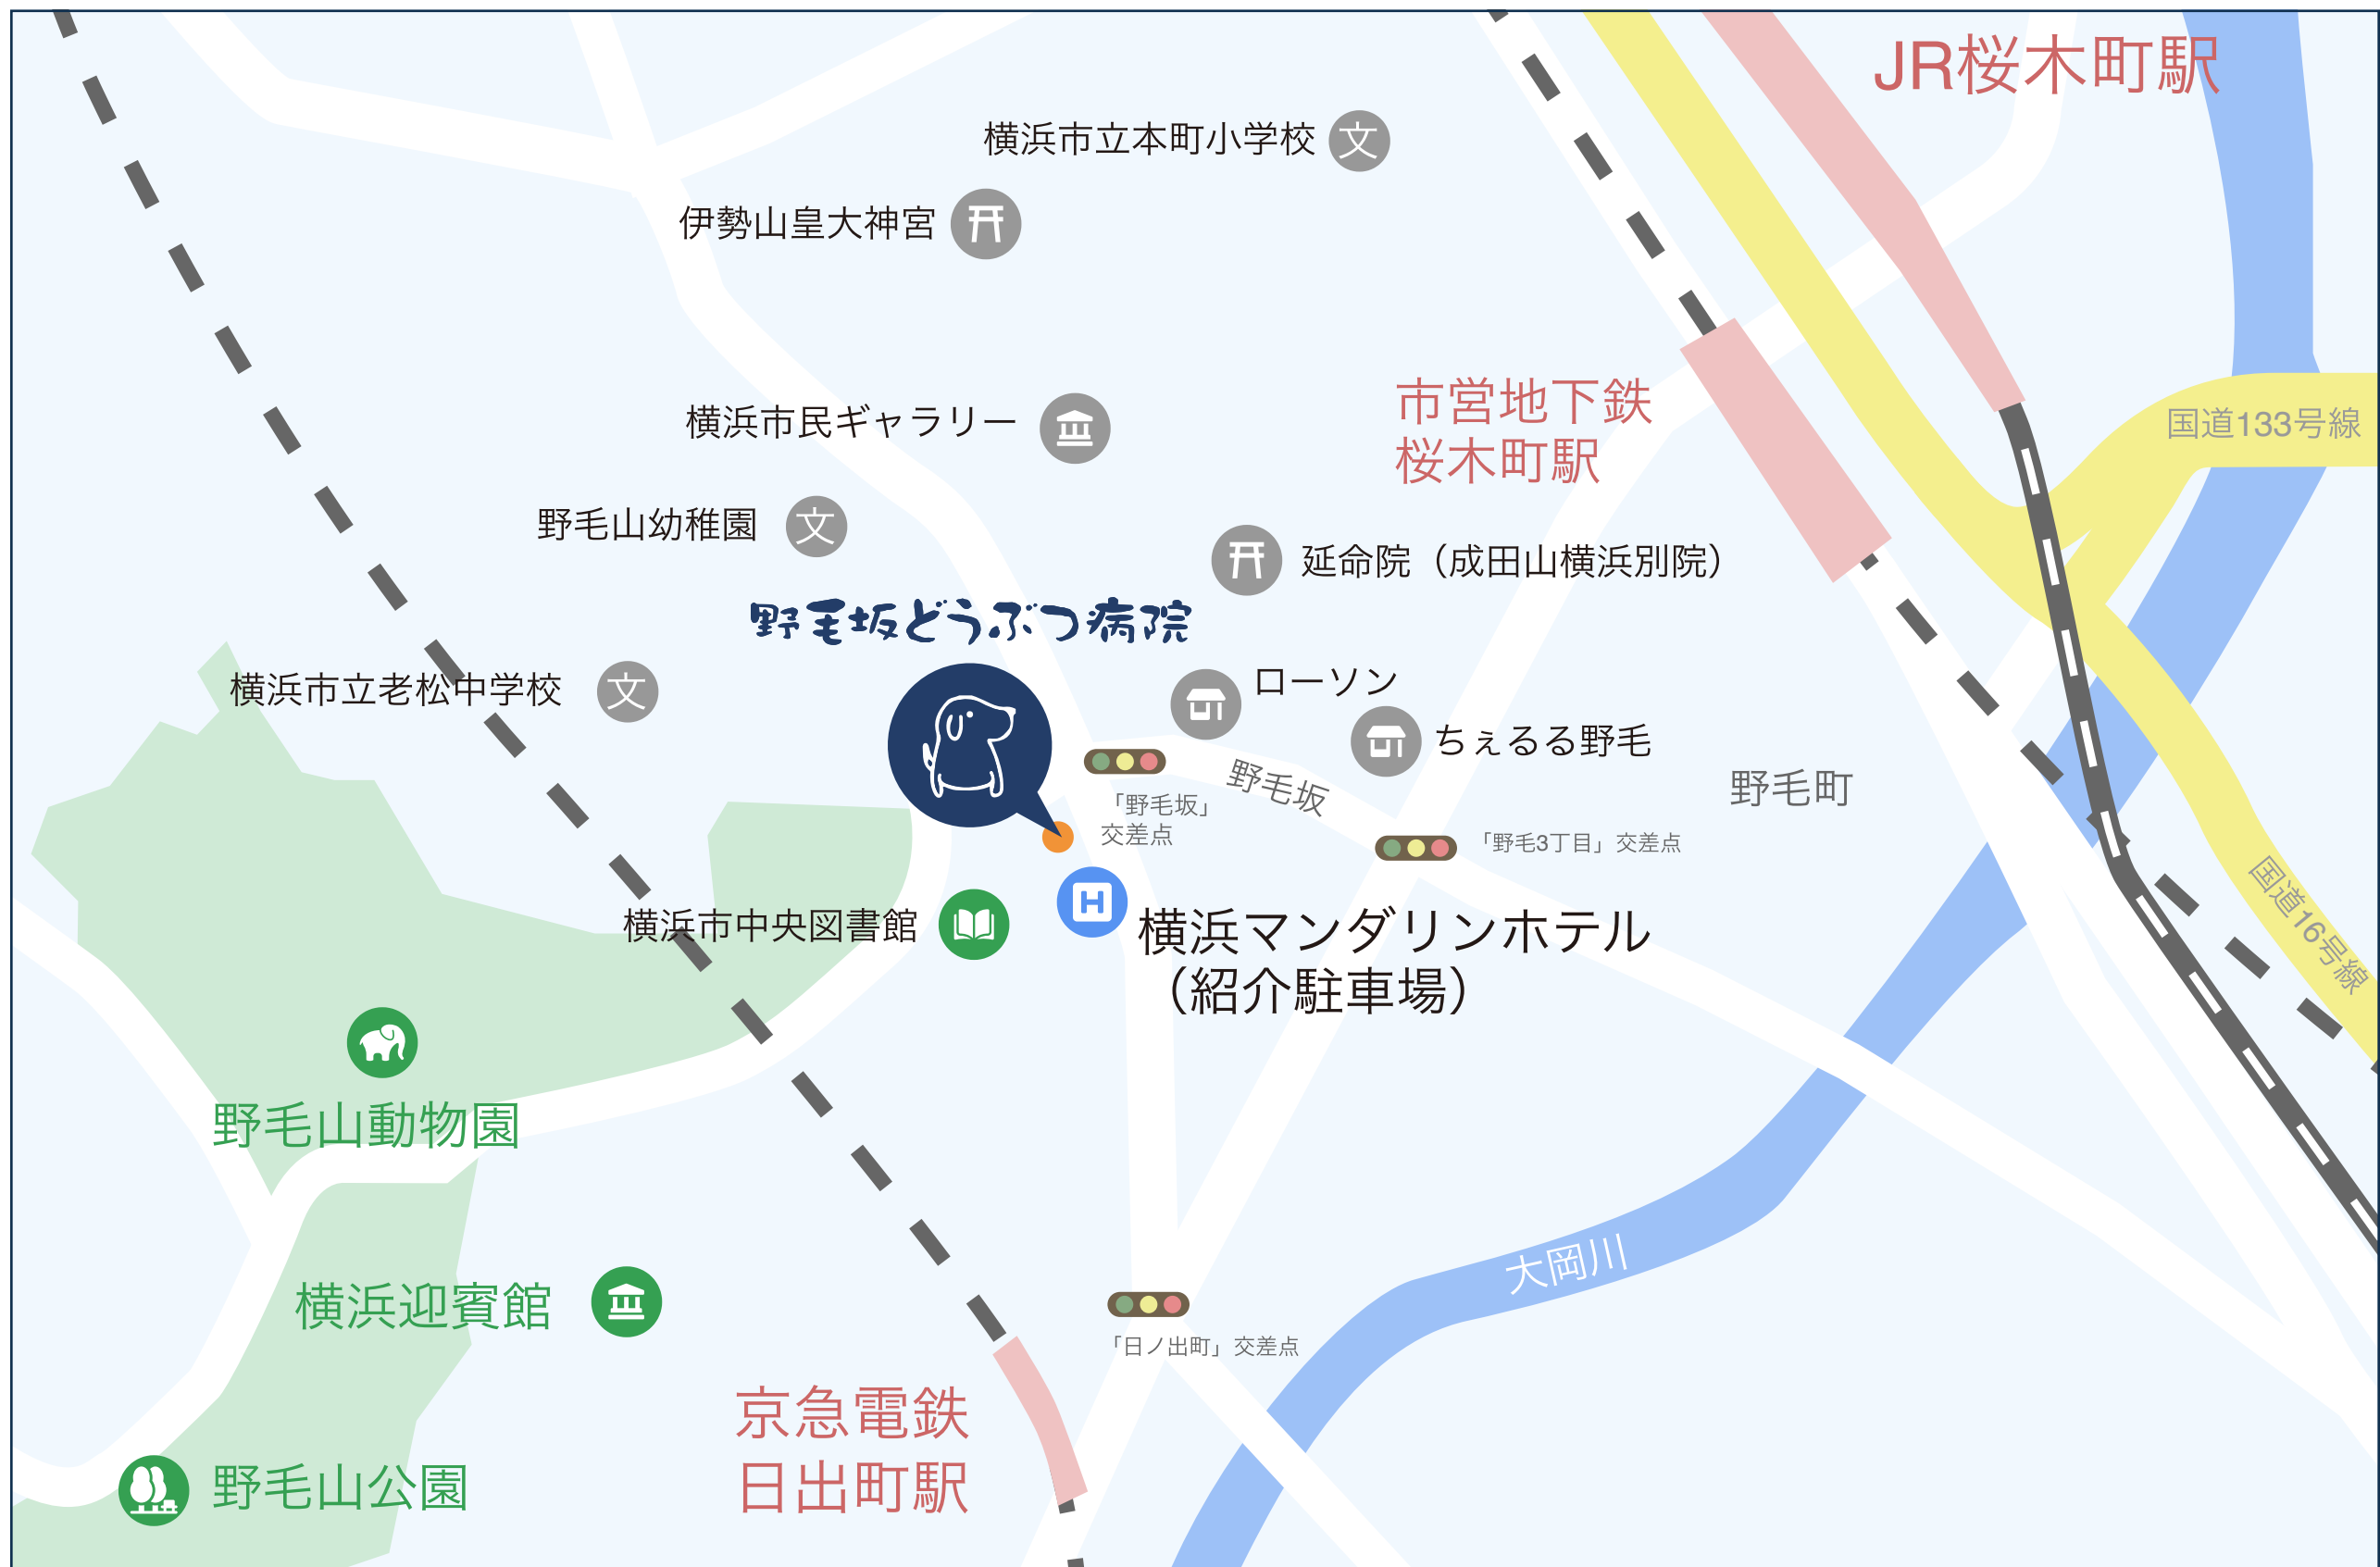 JR桜木町駅
横浜市立本町小学校
文
伊勢山皇大神宮
市営地下鉄
桜木町駅
国道133号線
横浜市民ギャラリー
野毛山幼稚園
文
延命院（成田山横浜別院）
野毛坂どうぶつ病院
横浜市立老松中学校
文
ローソン
ちぇるる野毛
野毛坂
野毛町
「野毛坂」
交差点
「野毛3丁目」交差点
国道16号線
横浜市中央図書館
H
横浜マンダリンホテル
（紹介駐車場）
野毛山動物園
大岡川
横浜迎賓館
「日ノ出町」交差点
京急電鉄
日出町駅
野毛山公園